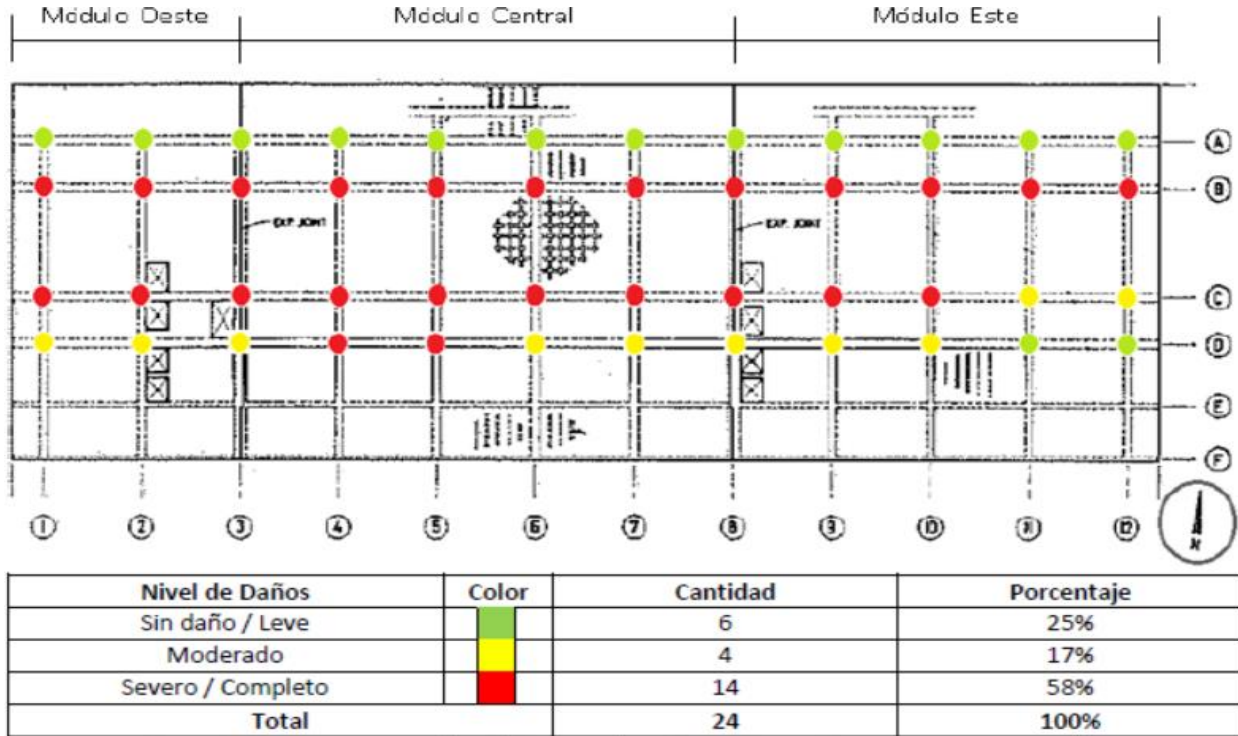 Módulo Oeste Módulo Central Módulo Este
A
B
EXP. JOINT EXP. JOINT
C
D
E
F
1 2 3 4 5 6 7 8 9 10 11 12
N
Nivel de Daños Color Cantidad Porcentaje
Sin daño / Leve 6 25%
Moderado 4 17%
Severo / Completo 14 58%
Total 24 100%